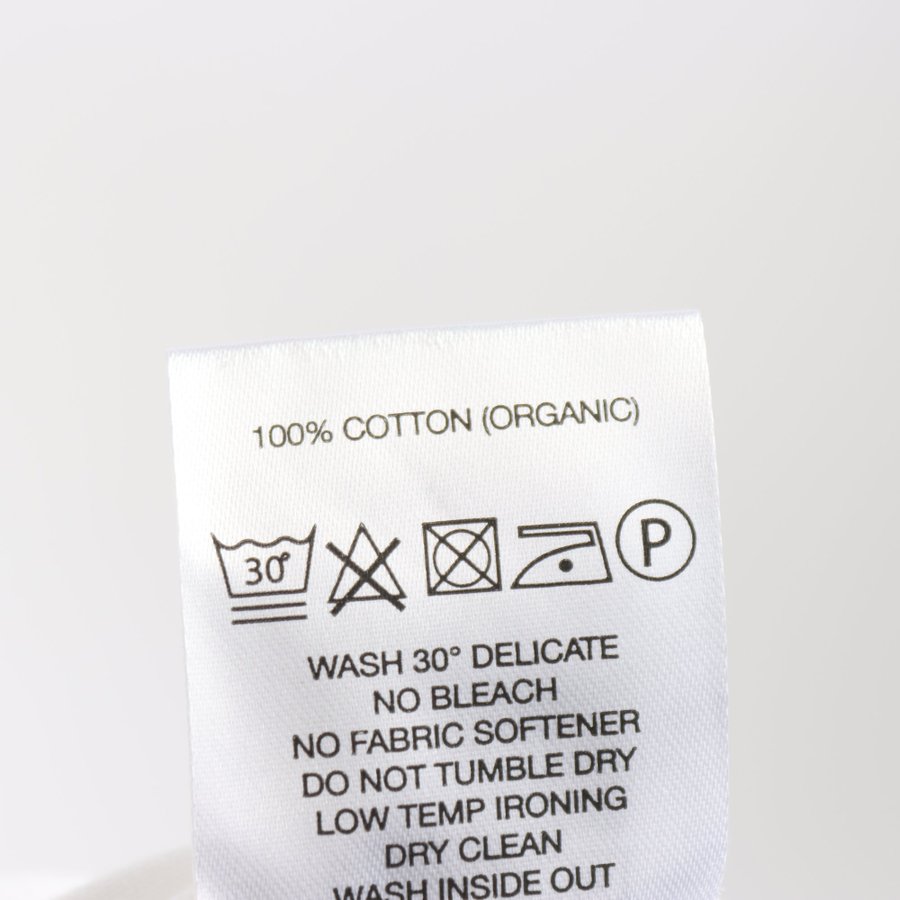 100% COTTON (ORGANIC)
30° P
WASH 30° DELICATE
NO BLEACH
NO FABRIC SOFTENER
DO NOT TUMBLE DRY
LOW TEMP IRONING
DRY CLEAN
WASH INSIDE OUT